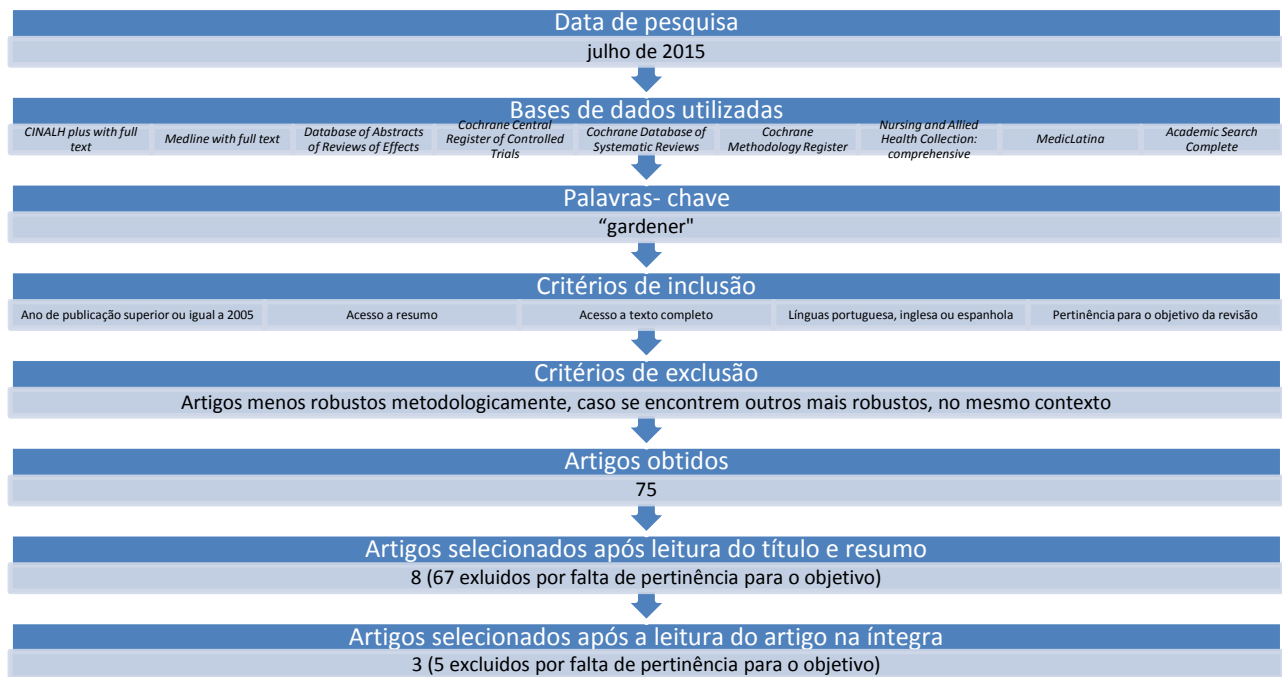 Data de pesquisa
julho de 2015
Bases de dados utilizadas
CINALH plus with full
text
Medline with full text
Database of Abstracts
of Reviews of Effects
Cochrane Central
Register of Controlled
Trials
Cochrane Database of
Systematic Reviews
Cochrane
Methodology Register
Nursing and Allied
Health Collection:
comprehensive
MedicLatina
Academic Search
Complete
Palavras- chave
“gardener"
Critérios de inclusão
Ano de publicação superior ou igual a 2005
Acesso a resumo
Acesso a texto completo
Línguas portuguesa, inglesa ou espanhola
Pertinência para o objetivo da revisão
Critérios de exclusão
Artigos menos robustos metodologicamente, caso se encontrem outros mais robustos, no mesmo contexto
Artigos obtidos
75
Artigos selecionados após leitura do título e resumo
8 (67 exluidos por falta de pertinência para o objetivo)
Artigos selecionados após a leitura do artigo na íntegra
3 (5 excluidos por falta de pertinência para o objetivo)